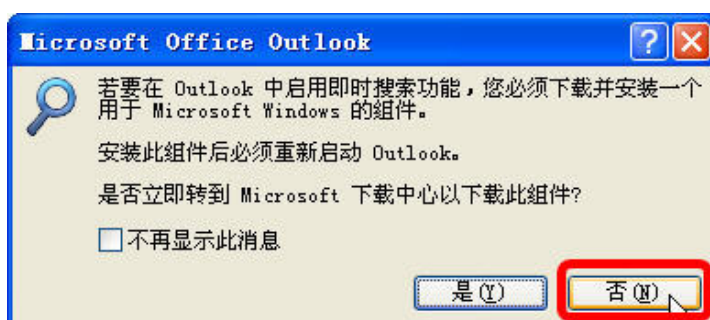 Microsoft Office Outlook
若要在 Outlook 中启用即时搜索功能，您必须下载并安装一个
用于 Microsoft Windows 的组件。
安装此组件后必须重新启动 Outlook。
是否立即转到 Microsoft 下载中心以下载此组件?
不再显示此消息
是(Y) 否(N)